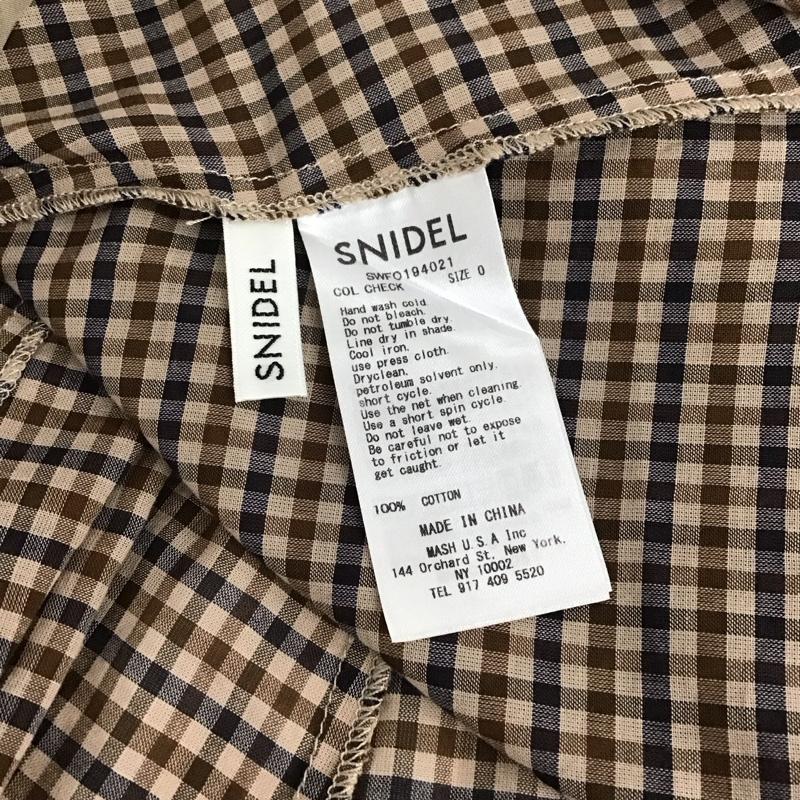 SNIDEL
SNIDEL
SWFO194021
COL CHECK SIZE 0
Hand wash cold.
Do not bleach.
Do not tumble dry.
Line dry in shade.
Cool iron.
use press cloth.
Dryclean.
petroleum solvent only.
short cycle.
Use the net when cleaning.
Use a short spin cycle.
Do not leave wet.
Be careful not to expose
to friction or let it
get caught.
100% COTTON
MADE IN CHINA
MASH U.S.A Inc
144 Orchard St, New York,
NY 10002
TEL 917 409 5520